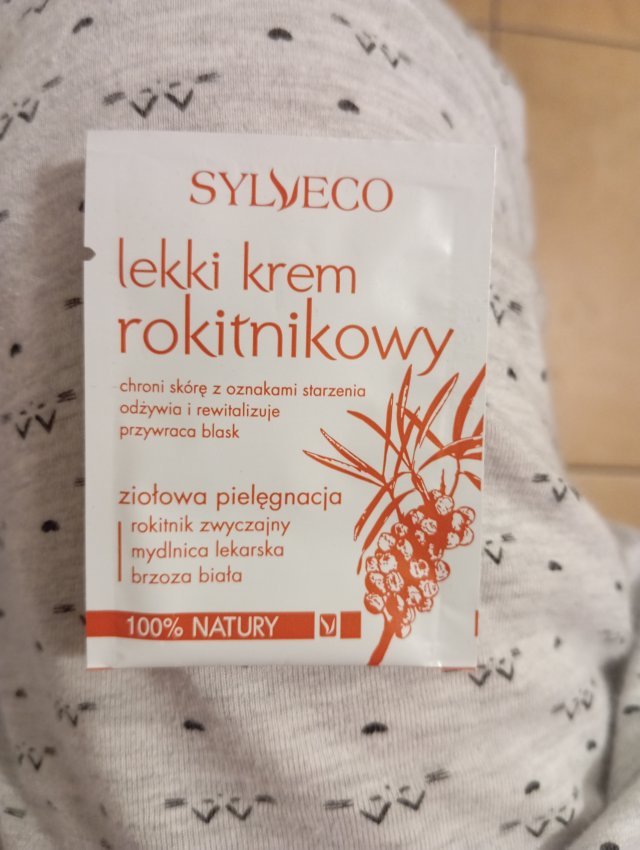 SYLVECO
lekki krem
rokitnikowy
chroni skórę z oznakami starzenia
odżywia i rewitalizuje
przywraca blask
ziołowa pielęgnacja
rokitnik zwyczajny
mydlnica lekarska
brzoza biała
100% NATURY